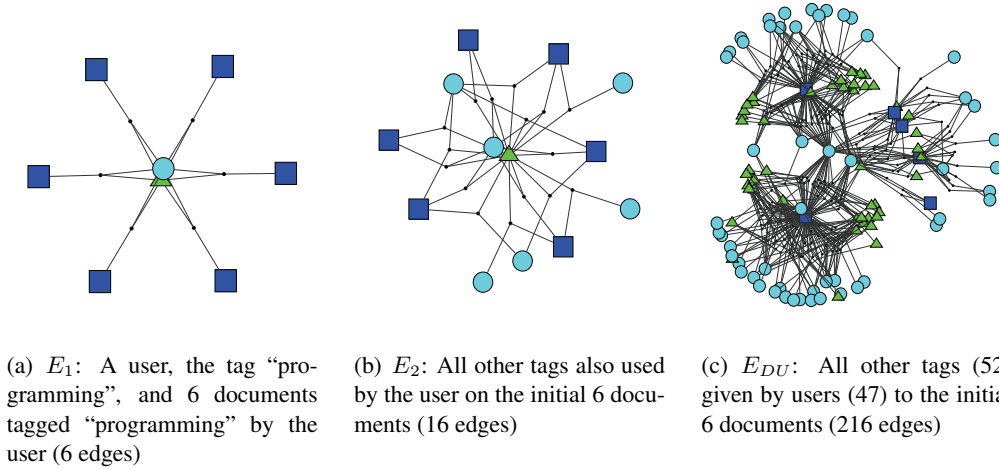 (a) E1: A user, the tag “pro-
gramming”, and 6 documents
tagged “programming” by the
user (6 edges)
(b) E2: All other tags also used
by the user on the initial 6 docu-
ments (16 edges)
(c) EDU: All other tags (52
given by users (47) to the initia
6 documents (216 edges)